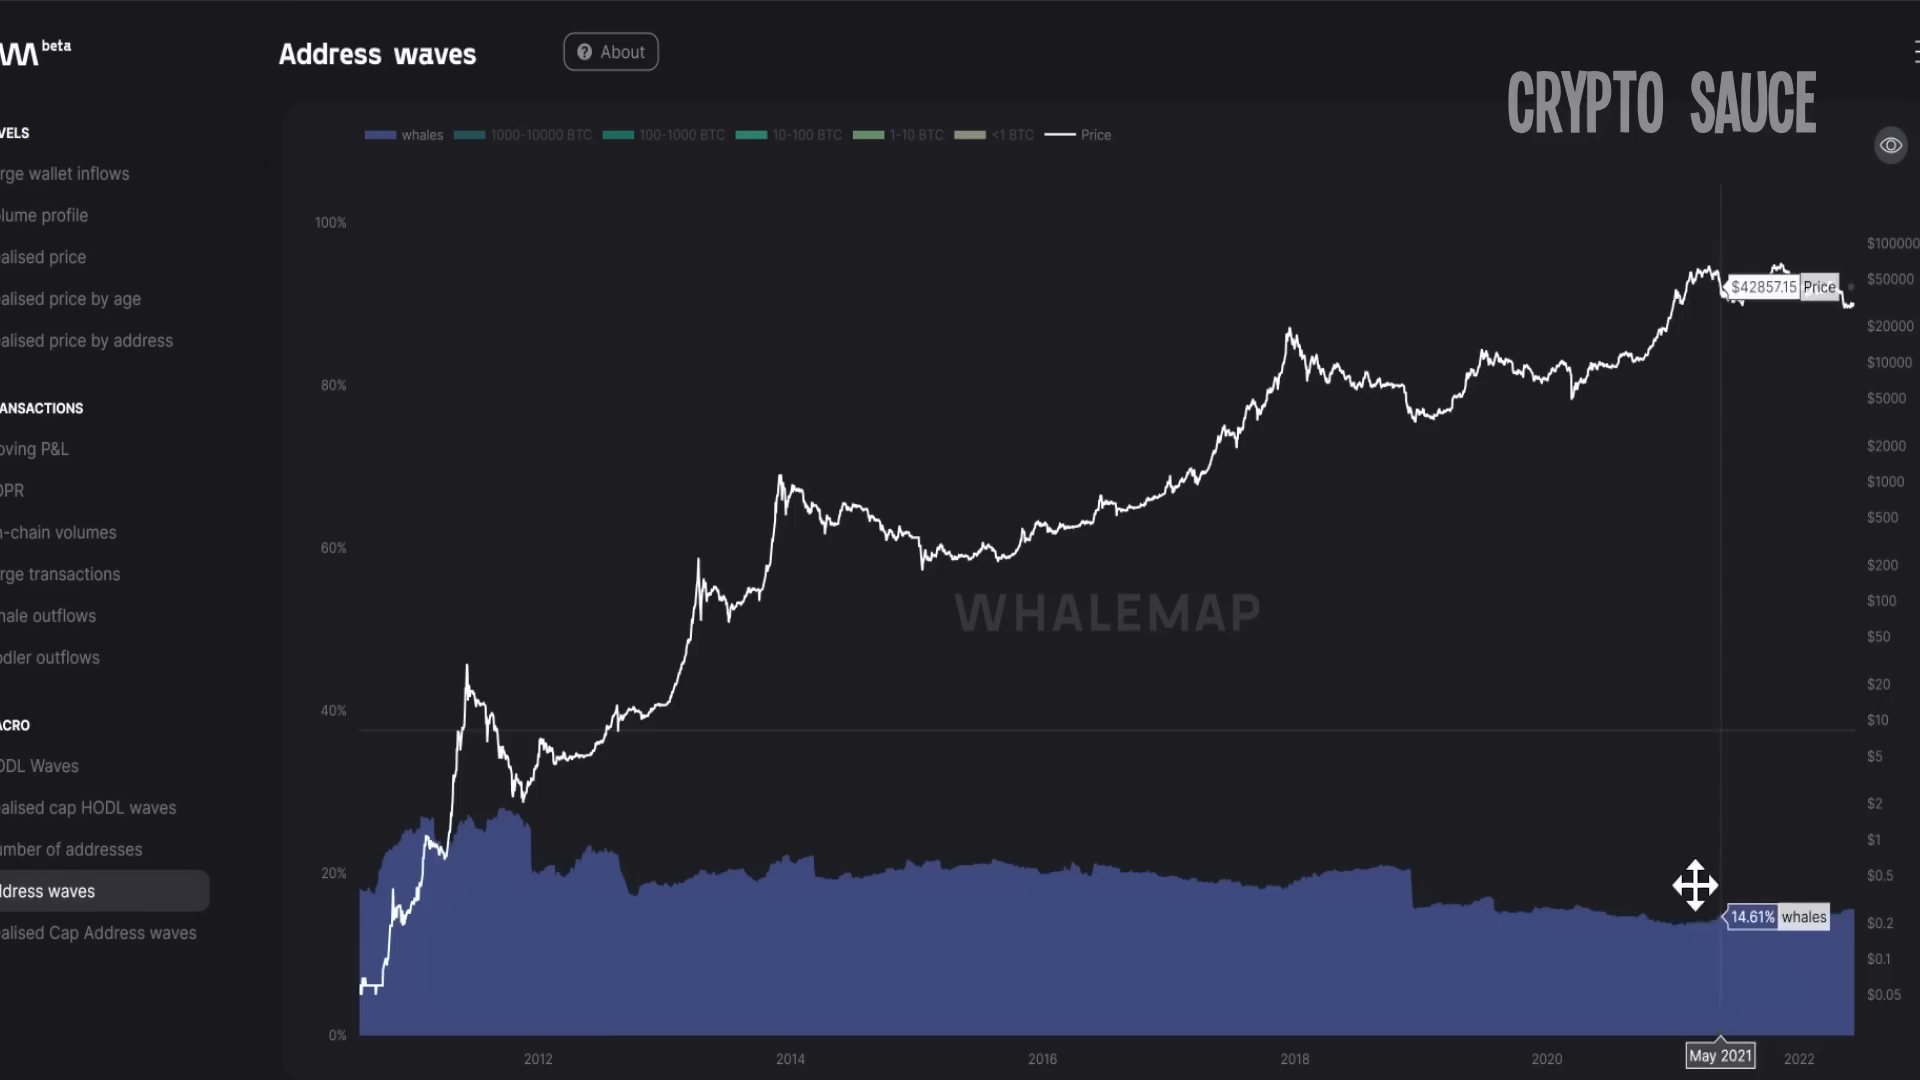 beta
Address waves
About
CRYPTO SAUCE
VELS
rge wallet inflows
lume profile
ealised price
ealised price by age
ealised price by address
ANSACTIONS
oving P&L
OPR
n-chain volumes
rge transactions
hale outflows
odler outflows
ACRO
ODL Waves
ealised cap HODL waves
umber of addresses
ddress waves
ealised Cap Address waves
whales 1000-10000 BTC 100-1000 BTC 10-100 BTC 1-10 BTC <1 BTC Price
100%
80%
60%
40%
20%
0%
WHALEMAP
$42857.15 Price
14.61% whales
$100000
$50000
$20000
$10000
$5000
$2000
$1000
$500
$200
$100
$50
$20
$10
$5
$2
$1
$0.5
$0.2
$0.1
$0.05
2012 2014 2016 2018 2020 May 2021 2022